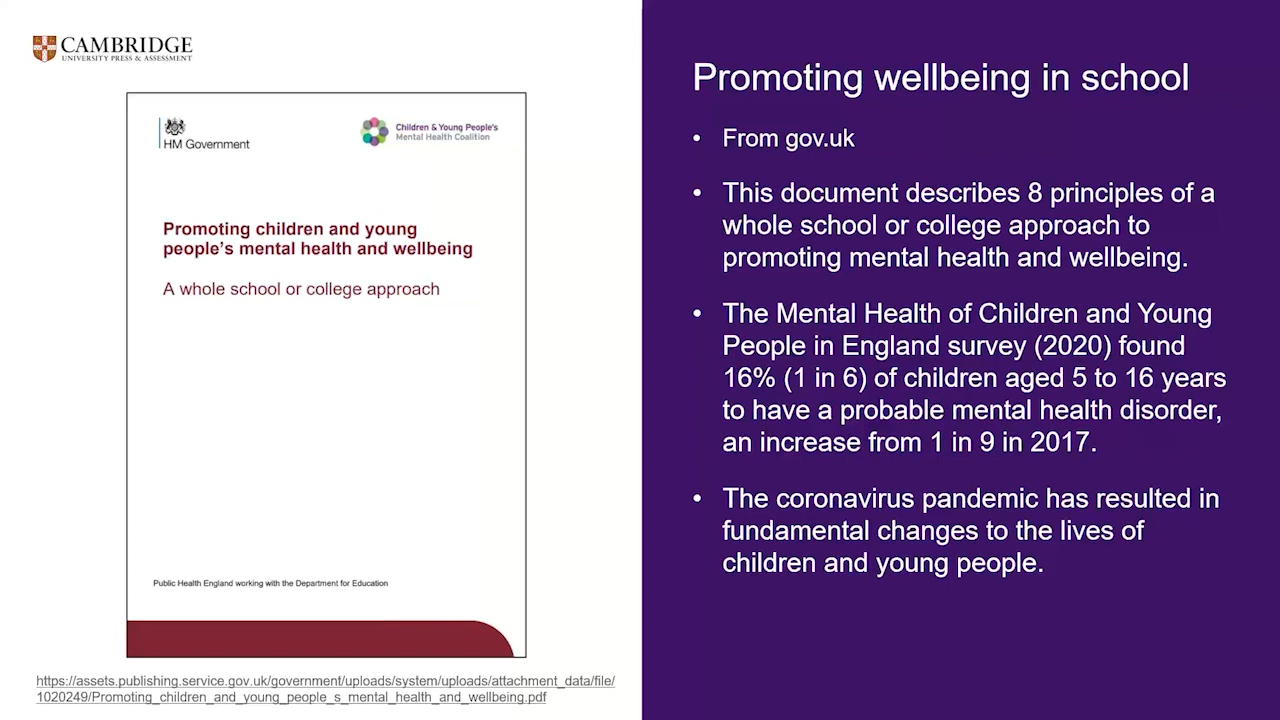 CAMBRIDGE
UNIVERSITY PRESS & ASSESSMENT
HM Government
Children & Young People's
Mental Health Coalition
Promoting children and young
people's mental health and wellbeing
A whole school or college approach
Public Health England working with the Department for Education
https://assets.publishing.service.gov.uk/government/uploads/system/uploads/attachment_data/file/
1020249/Promoting_children_and_young_people_s_mental_health_and_wellbeing.pdf
Promoting wellbeing in school
• From gov.uk
• This document describes 8 principles of a
whole school or college approach to
promoting mental health and wellbeing.
• The Mental Health of Children and Young
People in England survey (2020) found
16% (1 in 6) of children aged 5 to 16 years
to have a probable mental health disorder,
an increase from 1 in 9 in 2017.
• The coronavirus pandemic has resulted in
fundamental changes to the lives of
children and young people.